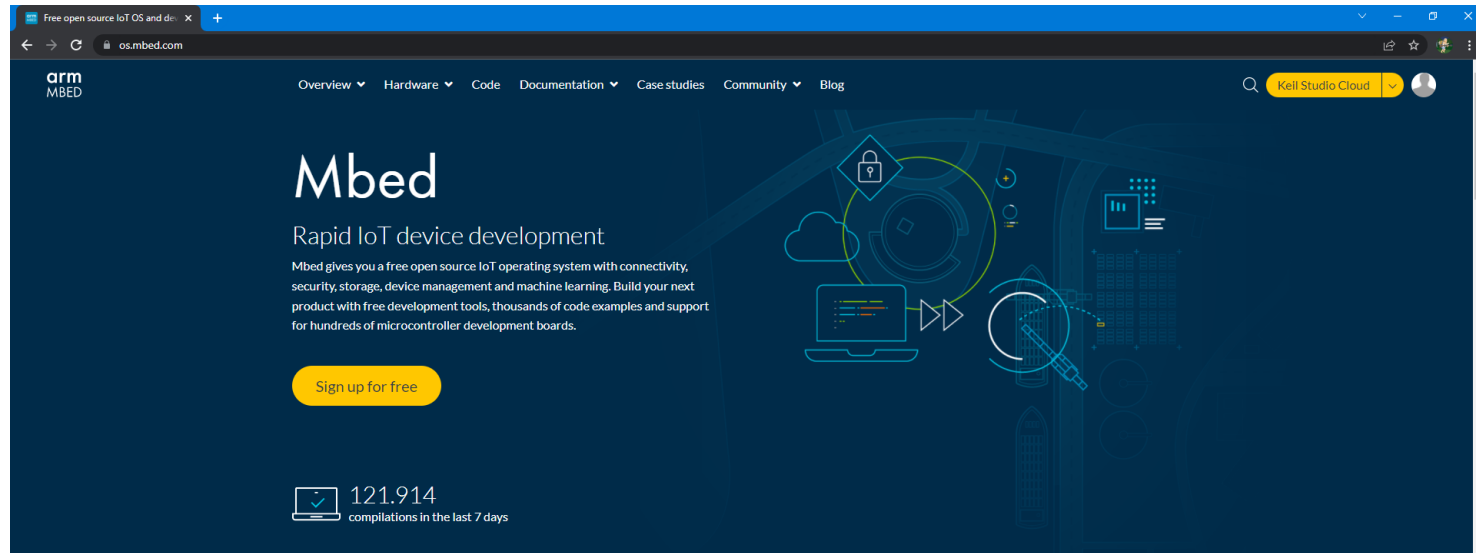 Free open source IoT OS and dev
os.mbed.com
arm
MBED
Overview
Hardware
Code
Documentation
Case studies
Community
Blog
Keil Studio Cloud
Mbed
Rapid IoT device development
Mbed gives you a free open source IoT operating system with connectivity,
security, storage, device management and machine learning. Build your next
product with free development tools, thousands of code examples and support
for hundreds of microcontroller development boards.
Sign up for free
121.914
compilations in the last 7 days